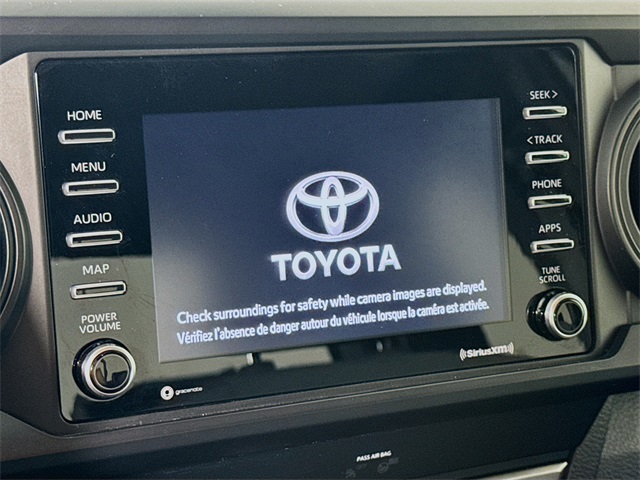 HOME
MENU
AUDIO
MAP
POWER
VOLUME
SEEK >
< TRACK
PHONE
APPS
TUNE
SCROLL
TOYOTA
Check surroundings for safety while camera images are displayed.
Vérifiez l'absence de danger autour du véhicule lorsque la caméra est activée.
gracenote
SiriusXM
PASS AIR BAG